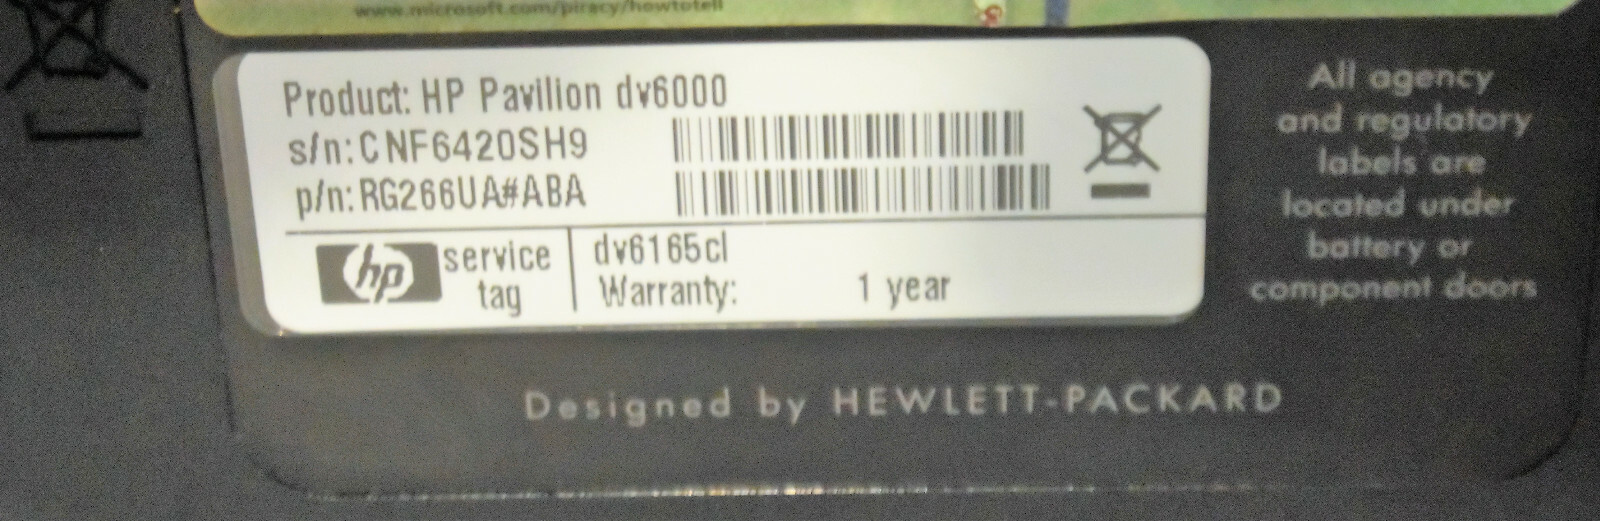 www.microsoft.com/piracy/howtotell
Product: HP Pavilion dv6000
s/n: CNF6420SH9
p/n: RG266UA#ABA
hp service tag
dv6165cl
Warranty: 1 year
All agency
and regulatory
labels are
located under
battery or
component doors
Designed by HEWLETT-PACKARD